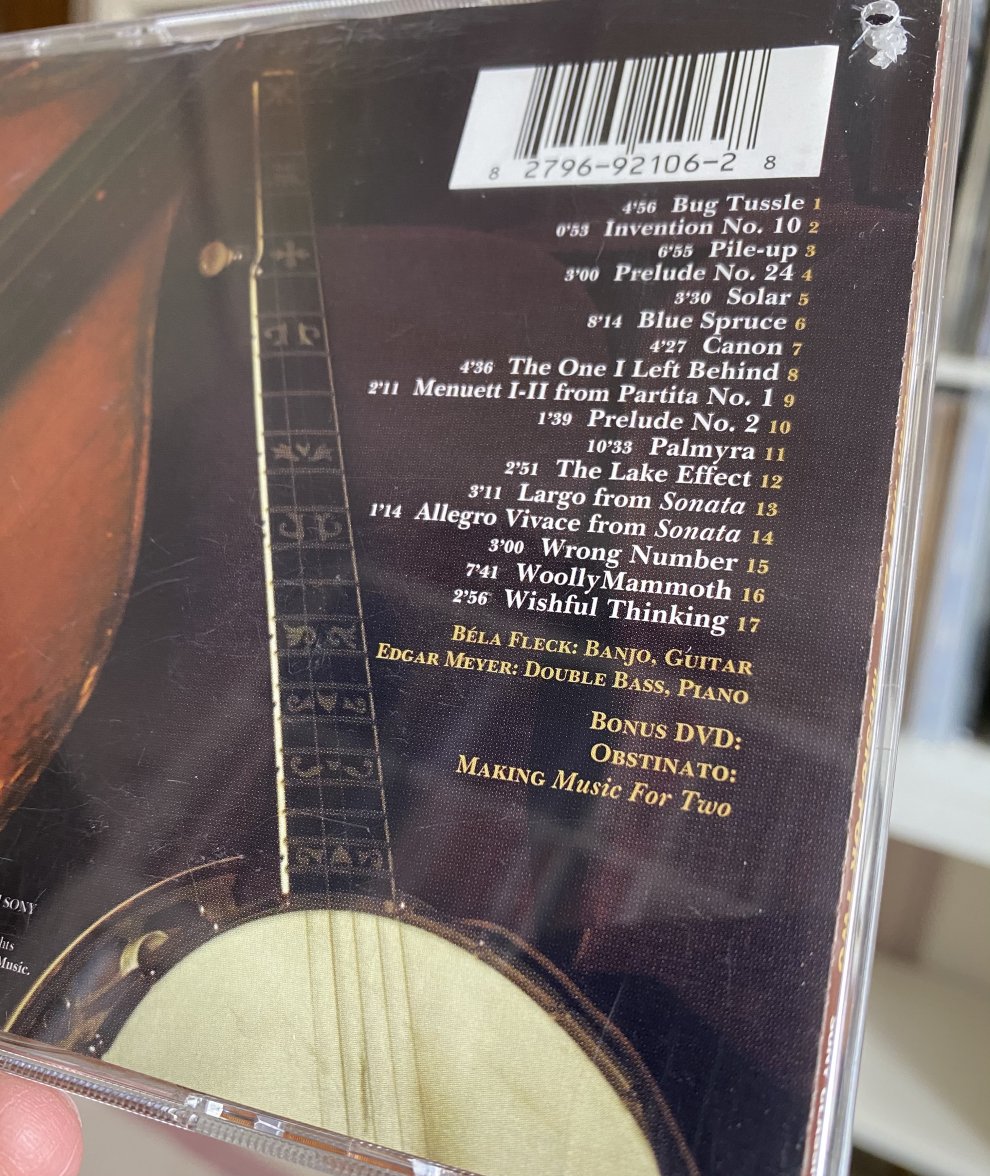 8 2796-92106-2 8
4'56 Bug Tussle 1
0'53 Invention No. 10 2
6'55 Pile-up 3
3'00 Prelude No. 24 4
3'30 Solar 5
8'14 Blue Spruce 6
4'27 Canon 7
4'36 The One I Left Behind 8
2'11 Menuett I-II from Partita No. 1 9
1'39 Prelude No. 2 10
10'33 Palmyra 11
2'51 The Lake Effect 12
3'11 Largo from Sonata 13
1'14 Allegro Vivace from Sonata 14
3'00 Wrong Number 15
7'41 WoollyMammoth 16
2'56 Wishful Thinking 17
BÉLA FLECK: BANJO, GUITAR
EDGAR MEYER: DOUBLE BASS, PIANO
BONUS DVD:
OBSTINATO:
MAKING Music For Two
SONY
Music.